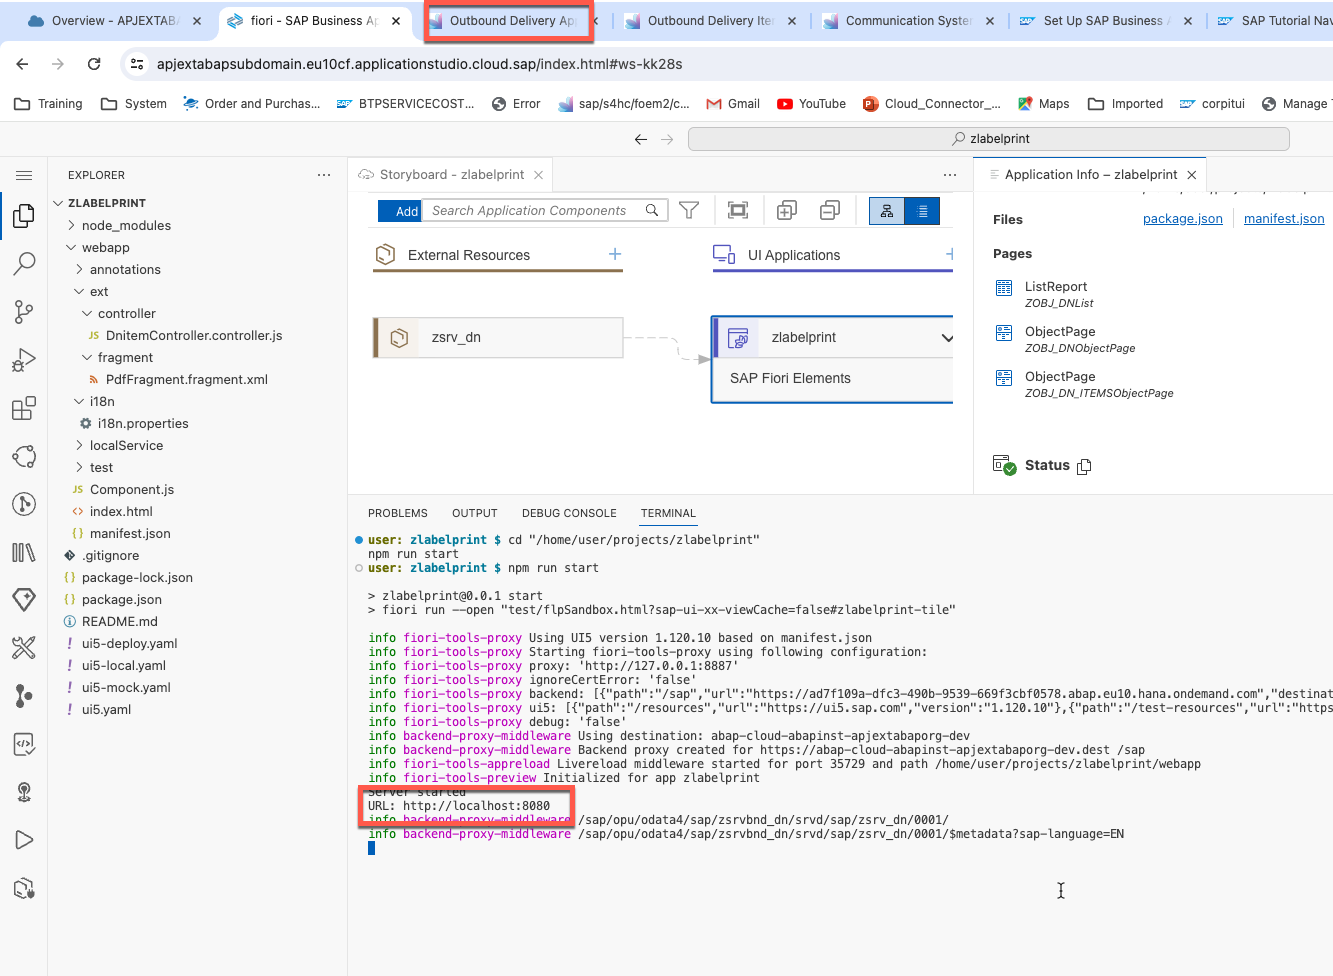 Overview - APJEXTAB
fiori - SAP Business Ap
Outbound Delivery App
Outbound Delivery Ite
Communication System
Set Up SAP Business A
SAP Tutorial Nav
apjextabapsubdomain.eu10cf.applicationstudio.cloud.sap/index.html#ws-kk28s
Training
System
Order and Purchas...
BTPSERVICECOST...
Error
sap/s4hc/foem2/c...
Gmail
YouTube
Cloud_Connector_...
Maps
Imported
corpitui
Manage
zlabelprint
EXPLORER
ZLABELPRINT
node_modules
webapp
annotations
ext
controller
JS DnitemController.controller.js
fragment
PdfFragment.fragment.xml
i18n
i18n.properties
localService
test
JS Component.js
<> index.html
{} manifest.json
.gitignore
{} package-lock.json
{} package.json
README.md
! ui5-deploy.yaml
! ui5-local.yaml
! ui5-mock.yaml
! ui5.yaml
Storyboard - zlabelprint
Add
Search Application Components
External Resources
UI Applications
zsrv_dn
zlabelprint
SAP Fiori Elements
Application Info – zlabelprint
Files
package.json
manifest.json
Pages
ListReport
ZOBJ_DNList
ObjectPage
ZOBJ_DNObjectPage
ObjectPage
ZOBJ_DN_ITEMSObjectPage
Status
PROBLEMS
OUTPUT
DEBUG CONSOLE
TERMINAL
user: zlabelprint $ cd "/home/user/projects/zlabelprint"
npm run start
user: zlabelprint $ npm run start
> zlabelprint@0.0.1 start
> fiori run --open "test/flpSandbox.html?sap-ui-xx-viewCache=false#zlabelprint-tile"
info fiori-tools-proxy Using UI5 version 1.120.10 based on manifest.json
info fiori-tools-proxy Starting fiori-tools-proxy using following configuration:
info fiori-tools-proxy proxy: 'http://127.0.0.1:8887'
info fiori-tools-proxy ignoreCertError: 'false'
info fiori-tools-proxy backend: [{"path":"/sap","url":"https://ad7f109a-dfc3-490b-9539-669f3cbf0578.abap.eu10.hana.ondemand.com","destinat
info fiori-tools-proxy ui5: [{"path":"/resources","url":"https://ui5.sap.com","version":"1.120.10"},{"path":"/test-resources","url":"https
info fiori-tools-proxy debug: 'false'
info backend-proxy-middleware Using destination: abap-cloud-abapinst-apjextabaporg-dev
info backend-proxy-middleware Backend proxy created for https://abap-cloud-abapinst-apjextabaporg-dev.dest /sap
info fiori-tools-appreload Livereload middleware started for port 35729 and path /home/user/projects/zlabelprint/webapp
info fiori-tools-preview Initialized for app zlabelprint
Server started
URL: http://localhost:8080
info backend-proxy-middleware /sap/opu/odata4/sap/zsrvbnd_dn/srvd/sap/zsrv_dn/0001/
info backend-proxy-middleware /sap/opu/odata4/sap/zsrvbnd_dn/srvd/sap/zsrv_dn/0001/$metadata?sap-language=EN